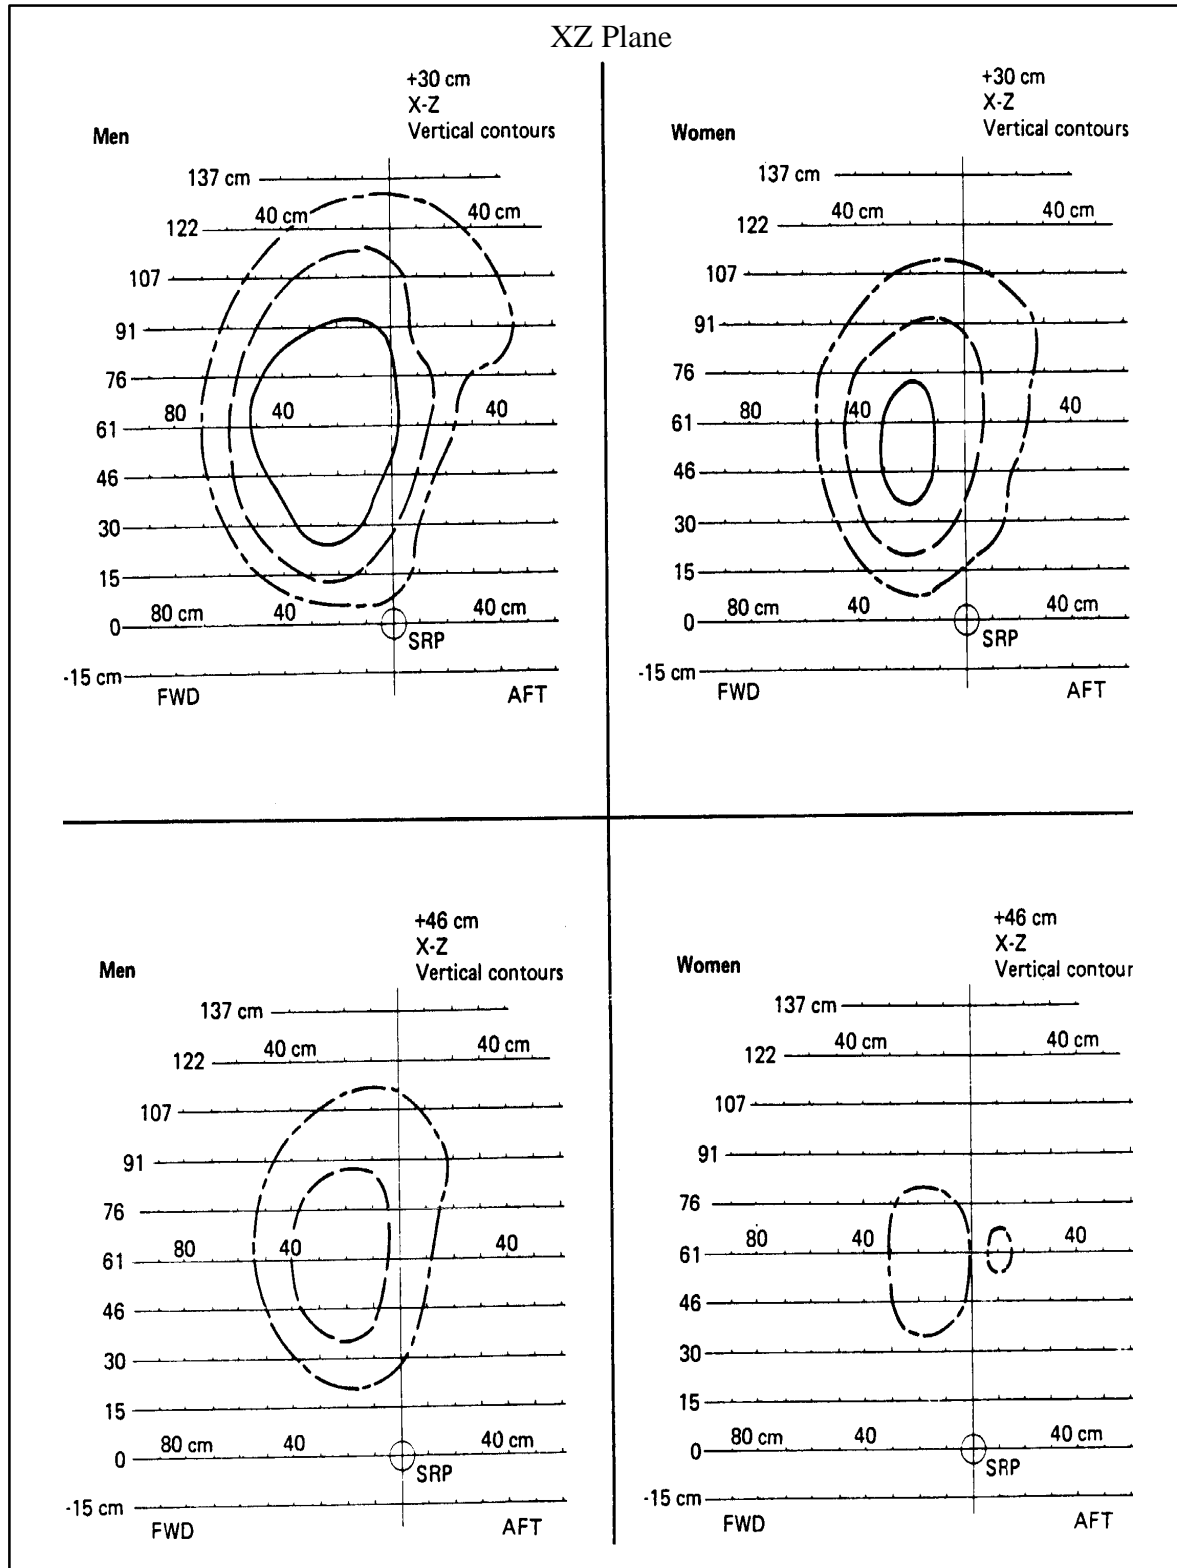 XZ Plane
+30 cm
X-Z
Vertical contours
Men
137 cm
40 cm 40 cm
122
107
91
76
80 40 40
61
46
30
15
80 cm 40 40 cm
0
SRP
-15 cm
FWD AFT
+30 cm
X-Z
Vertical contours
Women
137 cm
40 cm 40 cm
122
107
91
76
80 40 40
61
46
30
15
80 cm 40 40 cm
0
SRP
-15 cm
FWD AFT
+46 cm
X-Z
Vertical contours
Men
137 cm
40 cm 40 cm
122
107
91
76
80 40 40
61
46
30
15
80 cm 40 40 cm
0
SRP
-15 cm
FWD AFT
+46 cm
X-Z
Vertical contour
Women
137 cm
40 cm 40 cm
122
107
91
76
80 40 40
61
46
30
15
80 cm 40 40 cm
0
SRP
-15 cm
FWD AFT